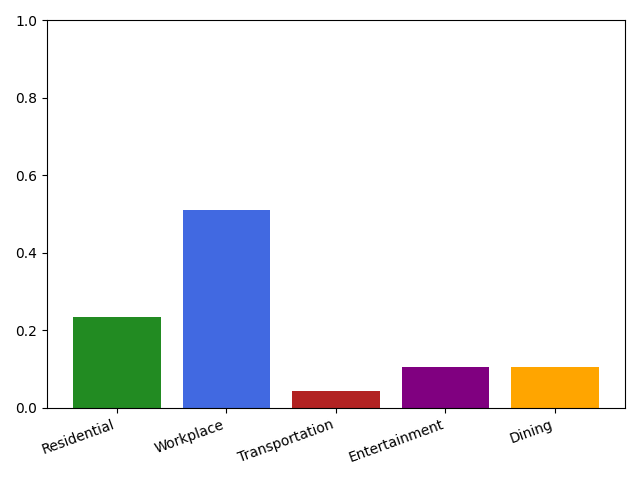 1.0
0.8
0.6
0.4
0.2
0.0
Residential
Workplace
Transportation
Entertainment
Dining